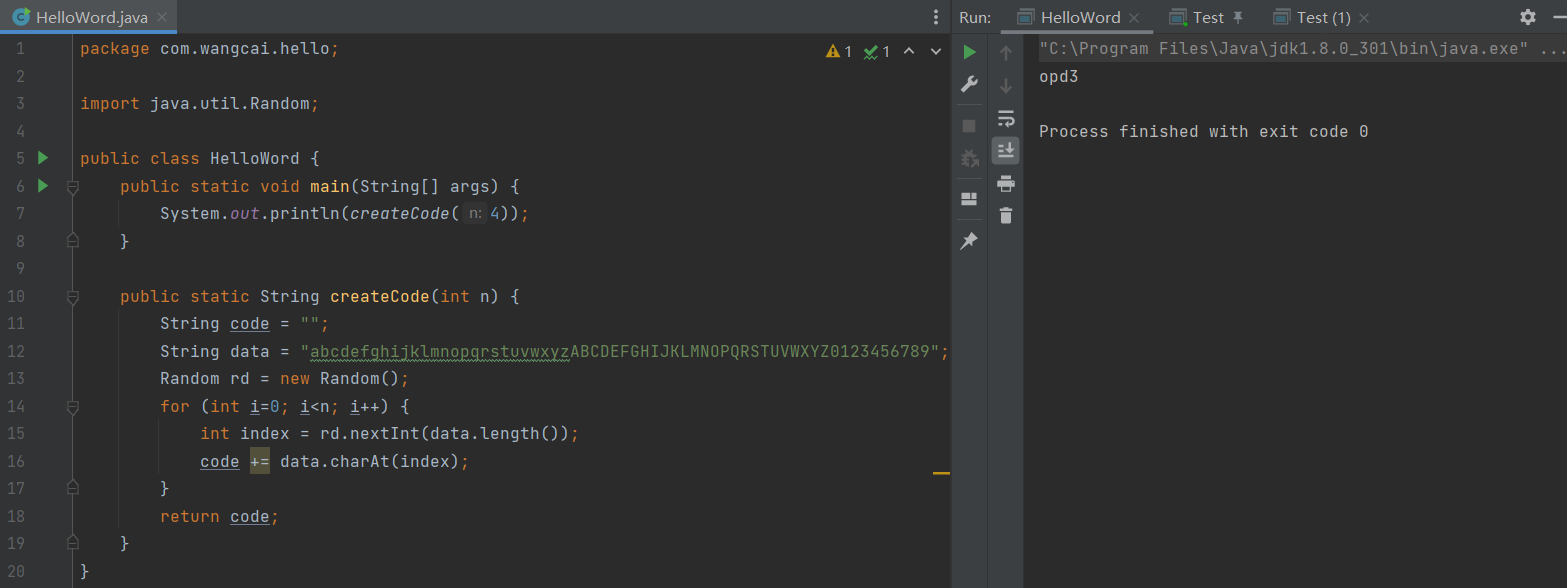 HelloWord.java
1 1
1 package com.wangcai.hello;
2
3 import java.util.Random;
4
5 public class HelloWord {
6 public static void main(String[] args) {
7 System.out.println(createCode( n: 4));
8 }
9
10 public static String createCode(int n) {
11 String code = "";
12 String data = "abcdefghijklmnopqrstuvwxyzABCDEFGHIJKLMNOPQRSTUVWXYZ0123456789";
13 Random rd = new Random();
14 for (int i=0; i<n; i++) {
15 int index = rd.nextInt(data.length());
16 code += data.charAt(index);
17 }
18 return code;
19 }
20 }
Run: HelloWord Test Test (1)
"C:\Program Files\Java\jdk1.8.0_301\bin\java.exe" ...
opd3
Process finished with exit code 0